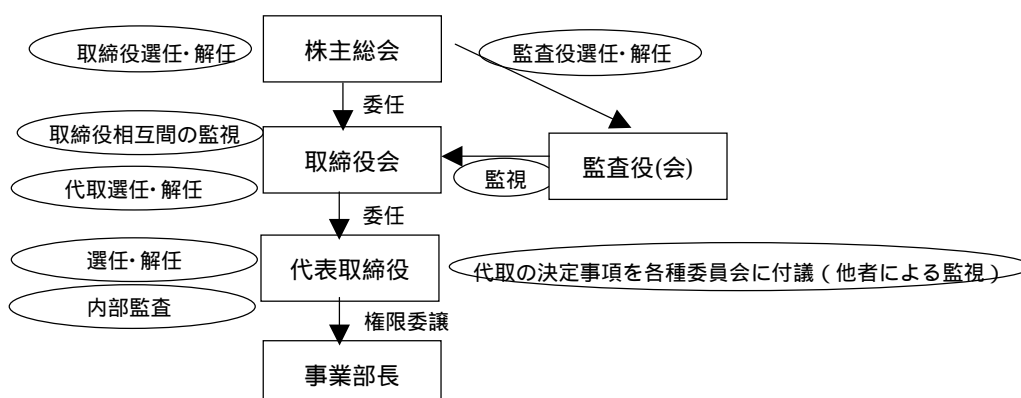 取締役選任・解任
株主総会
監査役選任・解任
委任
取締役相互間の監視
取締役会
監査役(会)
監視
代取選任・解任
委任
選任・解任
代表取締役
代取の決定事項を各種委員会に付議(他者による監視)
内部監査
権限委譲
事業部長